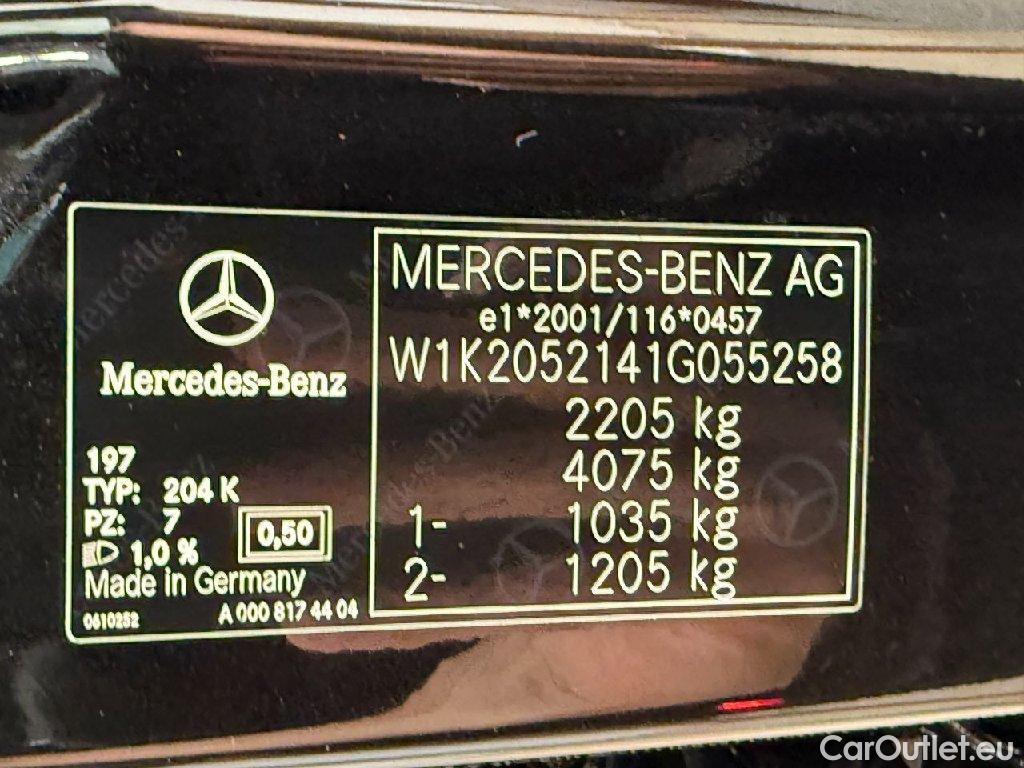 Mercedes-Benz
197
TYP: 204 K
PZ: 7
1,0 %
0,50
Made in Germany
0610252
A 000 817 44 04
MERCEDES-BENZ AG
e1*2001/116*0457
W1K2052141G055258
2205 kg
4075 kg
1- 1035 kg
2- 1205 kg
CarOutlet.eu